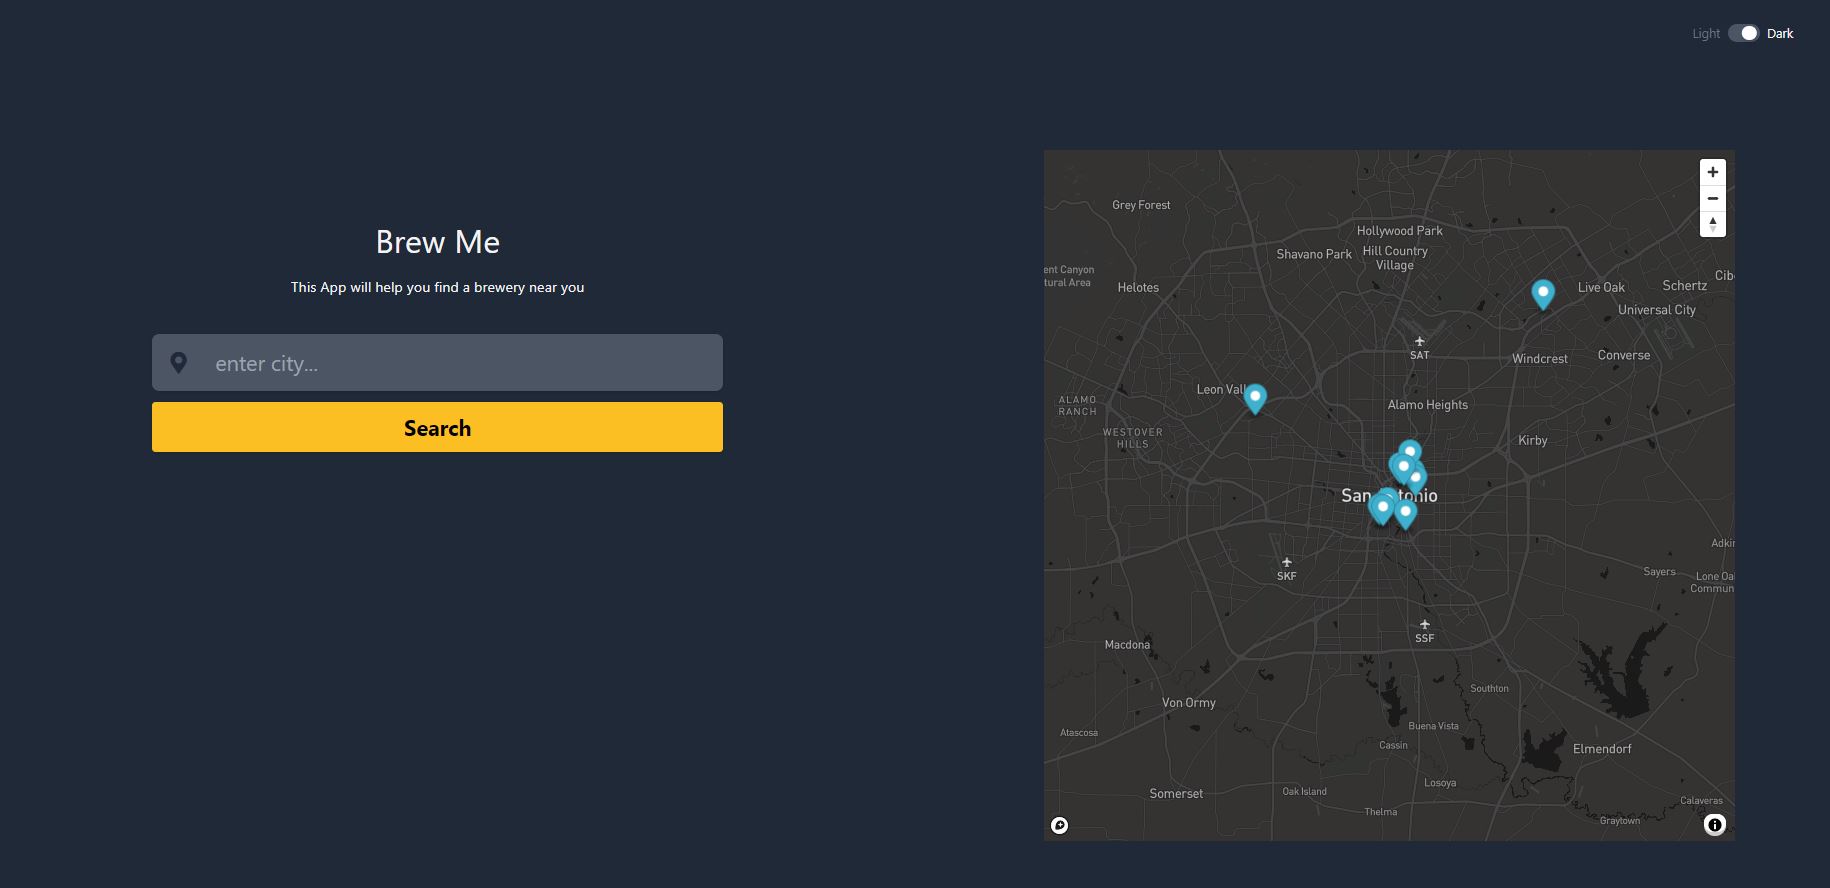 Light Dark
Brew Me
This App will help you find a brewery near you
enter city...
Search
Grey Forest
Hollywood Park
Shavano Park
Hill Country
Village
ent Canyon
tural Area
Helotes
Live Oak
Schertz
Cib
Universal City
SAT
Windcrest
Converse
Leon Vall
ALAMO
RANCH
Alamo Heights
WESTOVER
HILLS
Kirby
San tonio
SKF
Adkin
Sayers
Lone Oa
Commun
SSF
Macdona
Southton
Von Ormy
Buena Vista
Atascosa
Cassin
Elmendorf
Losoya
Somerset
Oak Island
Calaveras
Thelma
Graytown